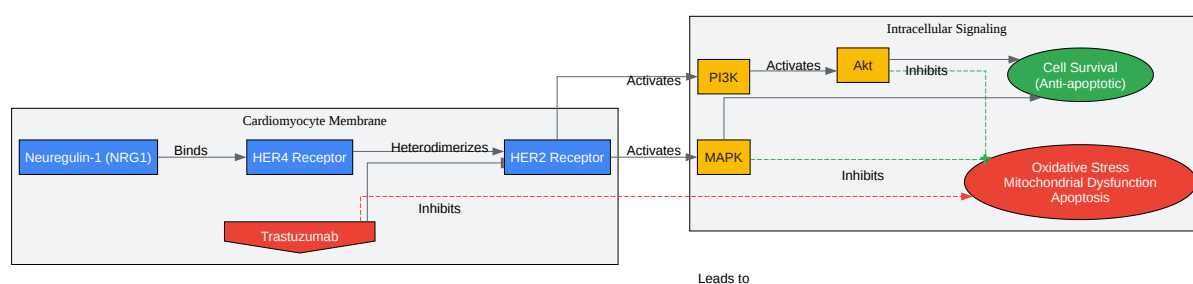 Intracellular Signaling
Cell Survival
(Anti-apoptotic)
Akt
Activates
Inhibits
PI3K
Activates
Cardiomyocyte Membrane
Neuregulin-1 (NRG1)
Binds
HER4 Receptor
Heterodimerizes
HER2 Receptor
Activates
MAPK
Inhibits
Oxidative Stress
Mitochondrial Dysfunction
Apoptosis
Inhibits
Trastuzumab
Leads to